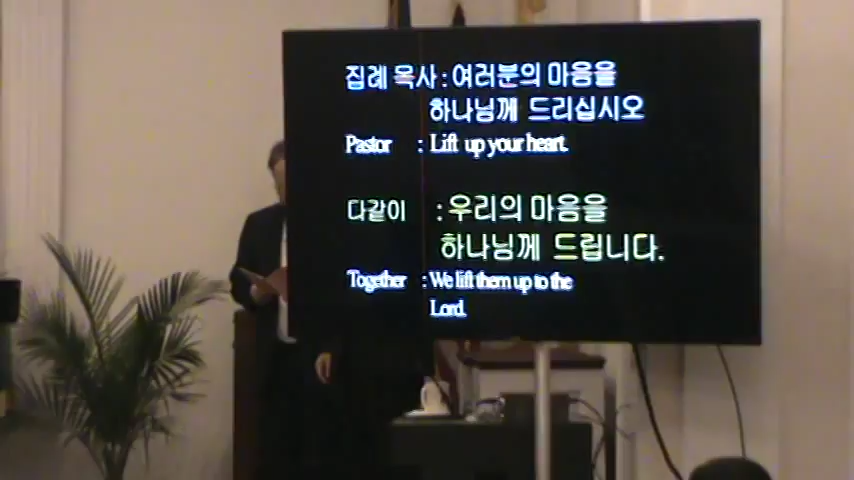 집례 목사 : 여러분의 마음을
하나님께 드리십시오
Pastor : Lift up your heart.
다같이 : 우리의 마음을
하나님께 드립니다.
Together : We lift them up to the
Lord.